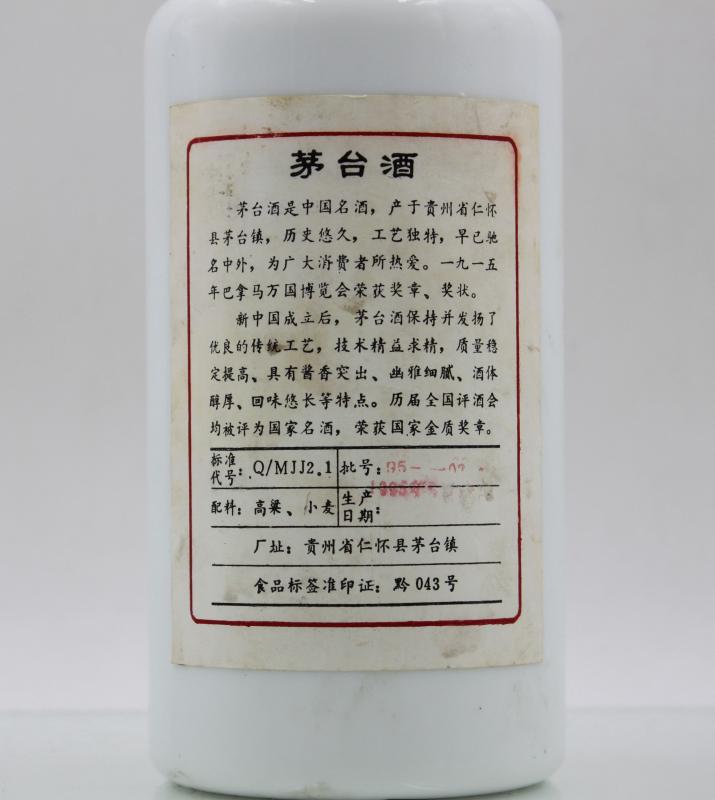 茅台酒
茅台酒是中国名酒，产于贵州省仁怀
县茅台镇，历史悠久，工艺独特，早已驰
名中外，为广大消费者所热爱。一九一五
年巴拿马万国博览会荣获奖章、奖状。
新中国成立后，茅台酒保持并发扬了
优良的传统工艺，技术精益求精，质量稳
定提高、具有酱香突出、幽雅细腻、酒体
醇厚、回味悠长等特点。历届全国评酒会
均被评为国家名酒，荣获国家金质奖章。
标准代号：Q/MJJ2.1 批号：95-
配料：高粱、小麦 生产日期：1995年
厂址：贵州省仁怀县茅台镇
食品标签准印证：黔043号